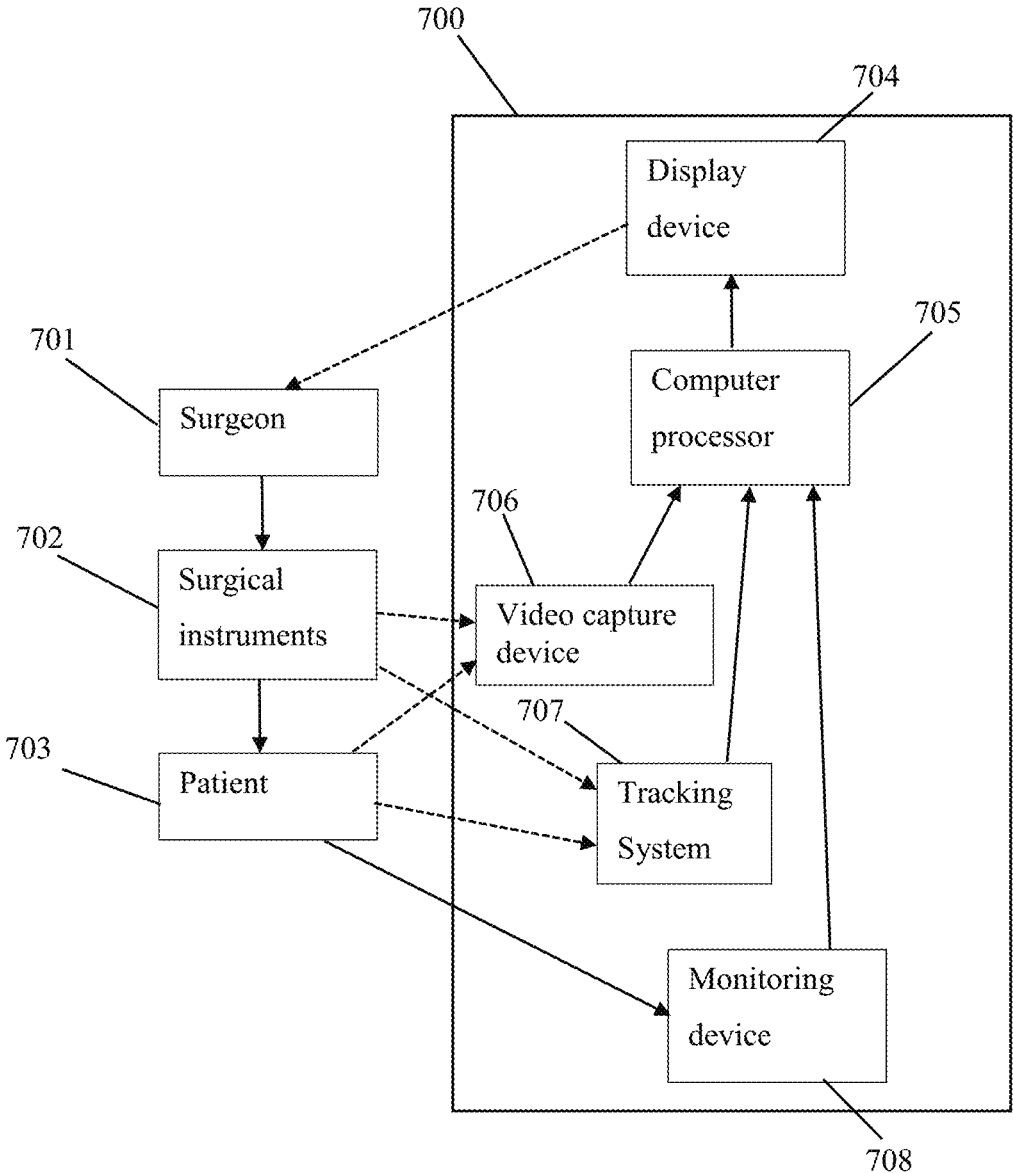 700
704
Display
device
705
701
Computer
processor
Surgeon
706
702
Surgical
instruments
Video capture
device
707
703
Patient
Tracking
System
Monitoring
device
708